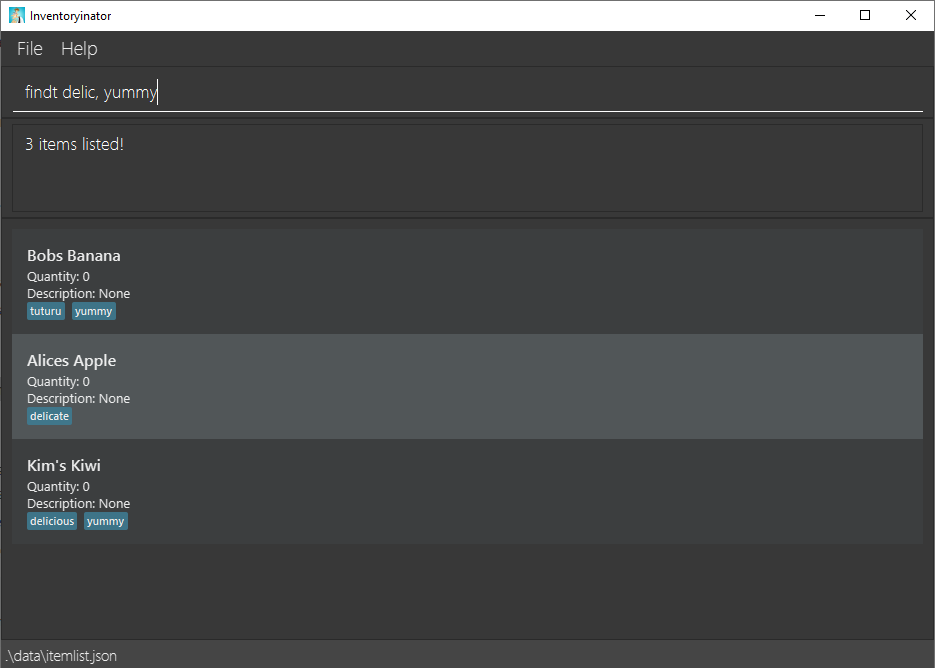 Inventoryinator
File Help
findt delic, yummy
3 items listed!
Bobs Banana
Quantity: 0
Description: None
tuturu yummy
Alices Apple
Quantity: 0
Description: None
delicate
Kim's Kiwi
Quantity: 0
Description: None
delicious yummy
.\data\itemlist.json